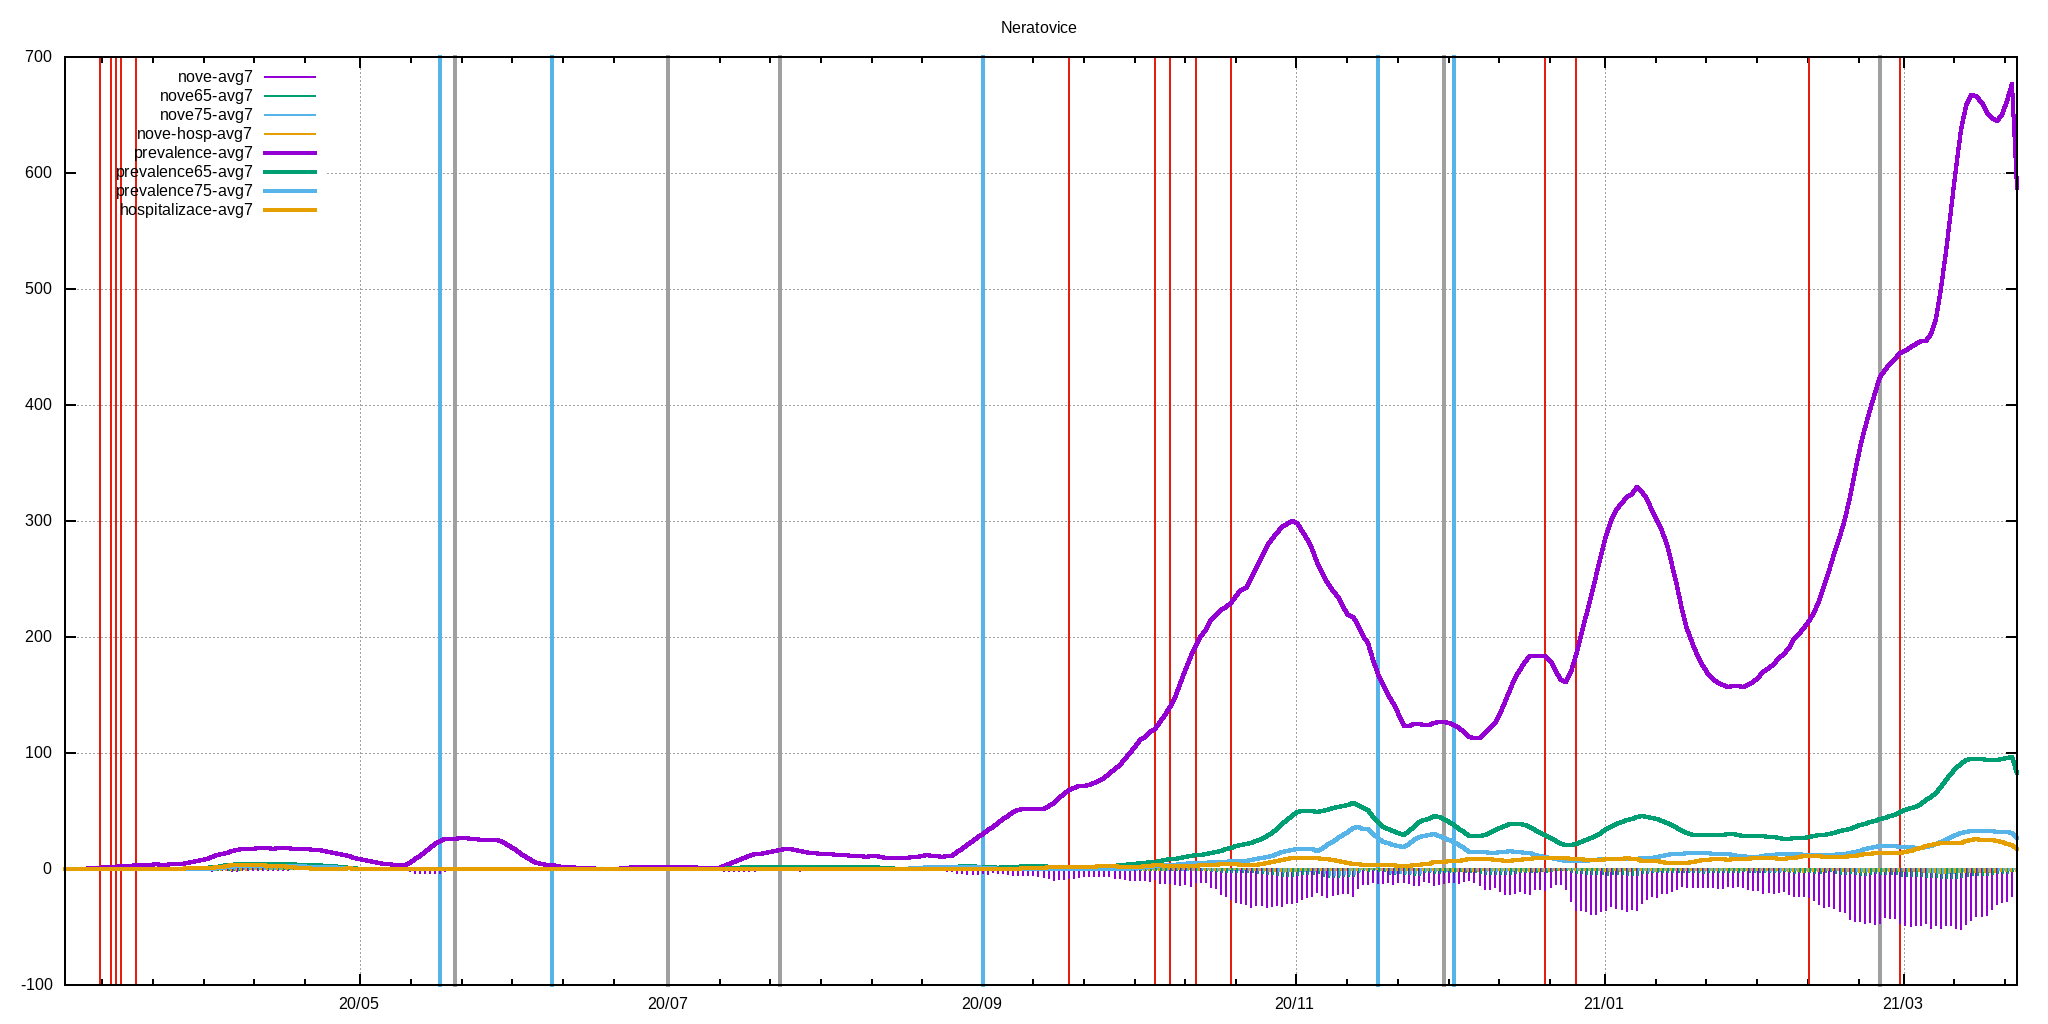 Neratovice
700
600
500
400
300
200
100
0
-100
nove-avg7
nove65-avg7
nove75-avg7
nove-hosp-avg7
prevalence-avg7
prevalence65-avg7
prevalence75-avg7
hospitalizace-avg7
20/05 20/07 20/09 20/11 21/01 21/03